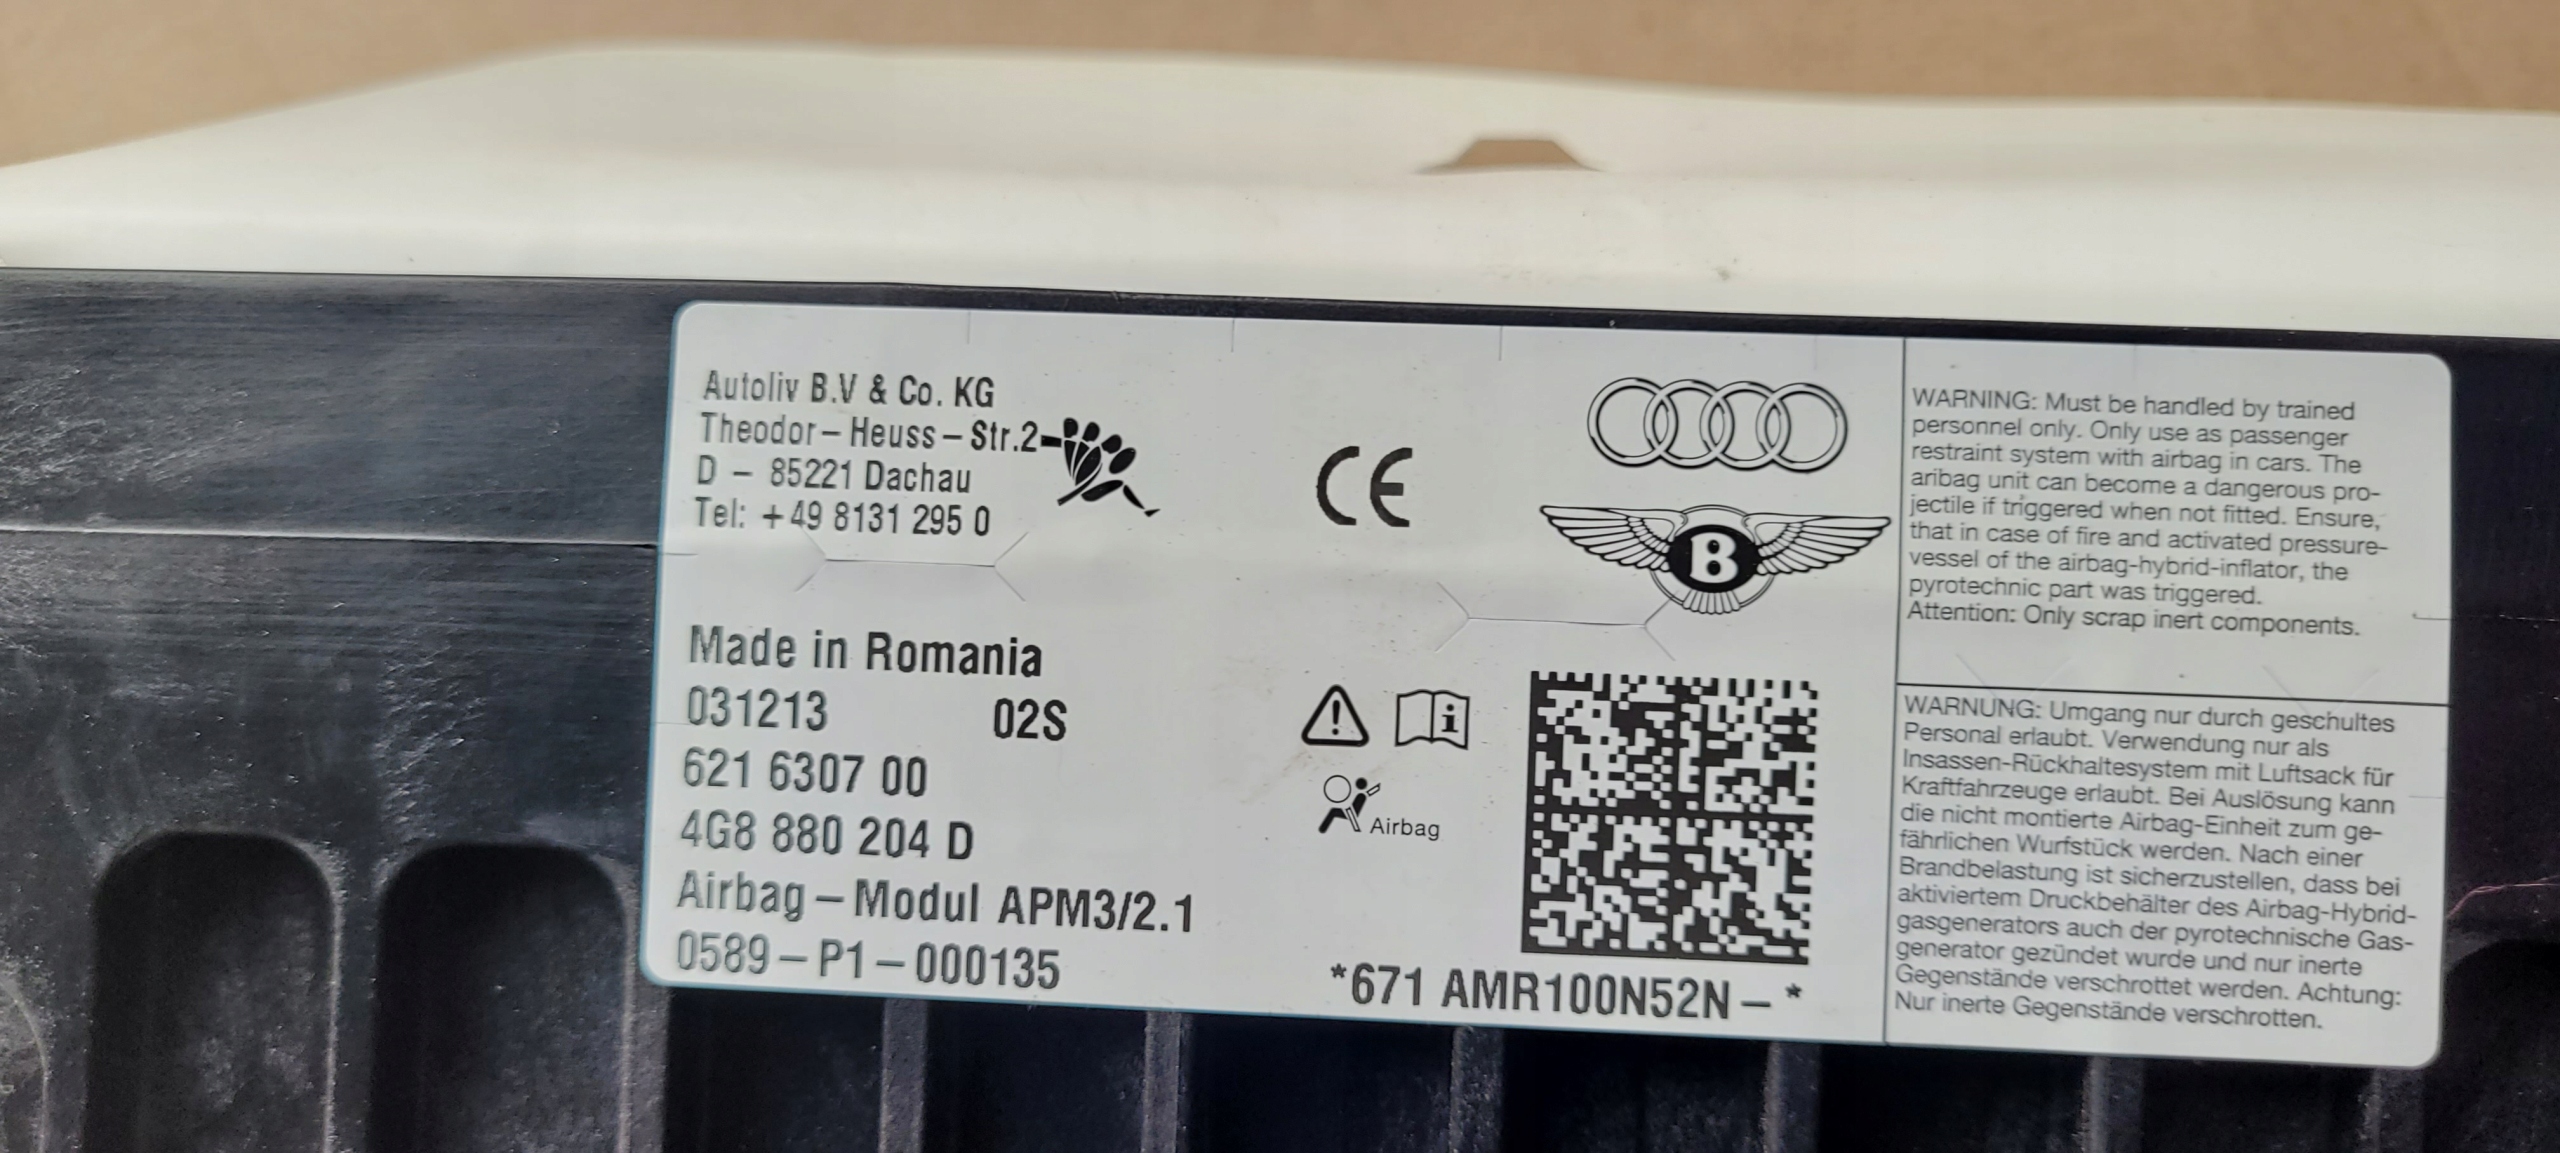 Autoliv B.V & Co. KG
Theodor-Heuss-Str.2
D - 85221 Dachau
Tel: +49 8131 295 0
CE
B
Made in Romania
031213 02S
621 6307 00
4G8 880 204 D
Airbag-Modul APM3/2.1
0589-P1-000135
Airbag
*671 AMR100N52N-*
WARNING: Must be handled by trained
personnel only. Only use as passenger
restraint system with airbag in cars. The
aribag unit can become a dangerous pro-
jectile if triggered when not fitted. Ensure,
that in case of fire and activated pressure-
vessel of the airbag-hybrid-inflator, the
pyrotechnic part was triggered.
Attention: Only scrap inert components.
WARNUNG: Umgang nur durch geschultes
Personal erlaubt. Verwendung nur als
Insassen-Rückhaltesystem mit Luftsack für
Kraftfahrzeuge erlaubt. Bei Auslösung kann
die nicht montierte Airbag-Einheit zum ge-
fährlichen Wurfstück werden. Nach einer
Brandbelastung ist sicherzustellen, dass bei
aktiviertem Druckbehälter des Airbag-Hybrid-
gasgenerators auch der pyrotechnische Gas-
generator gezündet wurde und nur inerte
Gegenstände verschrottet werden. Achtung:
Nur inerte Gegenstände verschrotten.